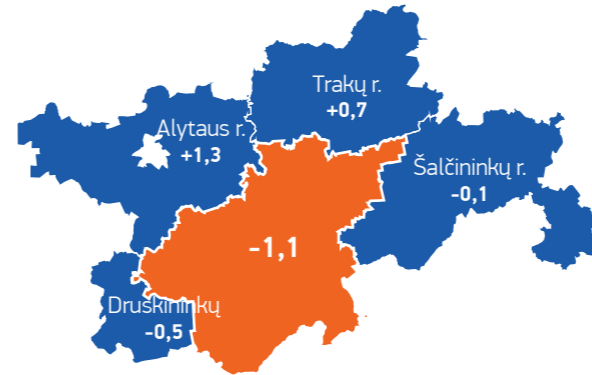 Trakų r.
+0,7
Alytaus r.
+1,3
Šalčininkų r.
-0,1
-1,1
Druskininkų
-0,5